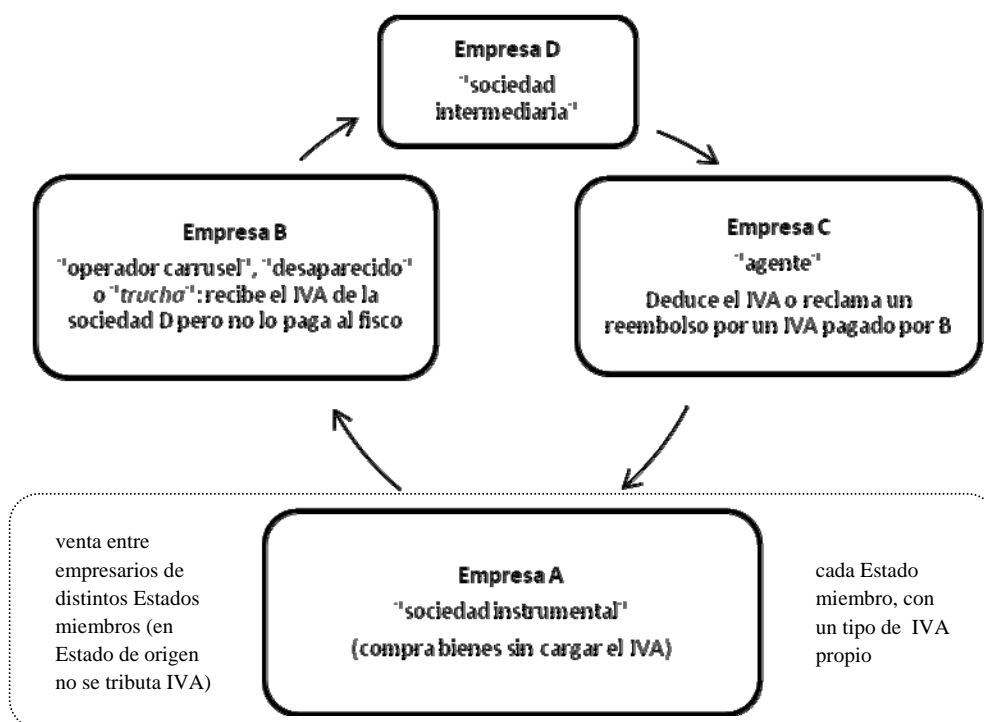 Empresa D
"sociedad
intermediaria"
Empresa B
"operador carrusel", "desaparecido"
o "trucha": recibe el IVA de la
sociedad D pero no lo paga al fisco
Empresa C
"agente"
Deduce el IVA o reclama un
reembolso por un IVA pagado por B
venta entre
empresarios de
distintos Estados
miembros (en
Estado de origen
no se tributa IVA)
Empresa A
"sociedad instrumental"
(compra bienes sin cargar el IVA)
cada Estado
miembro, con
un tipo de IVA
propio